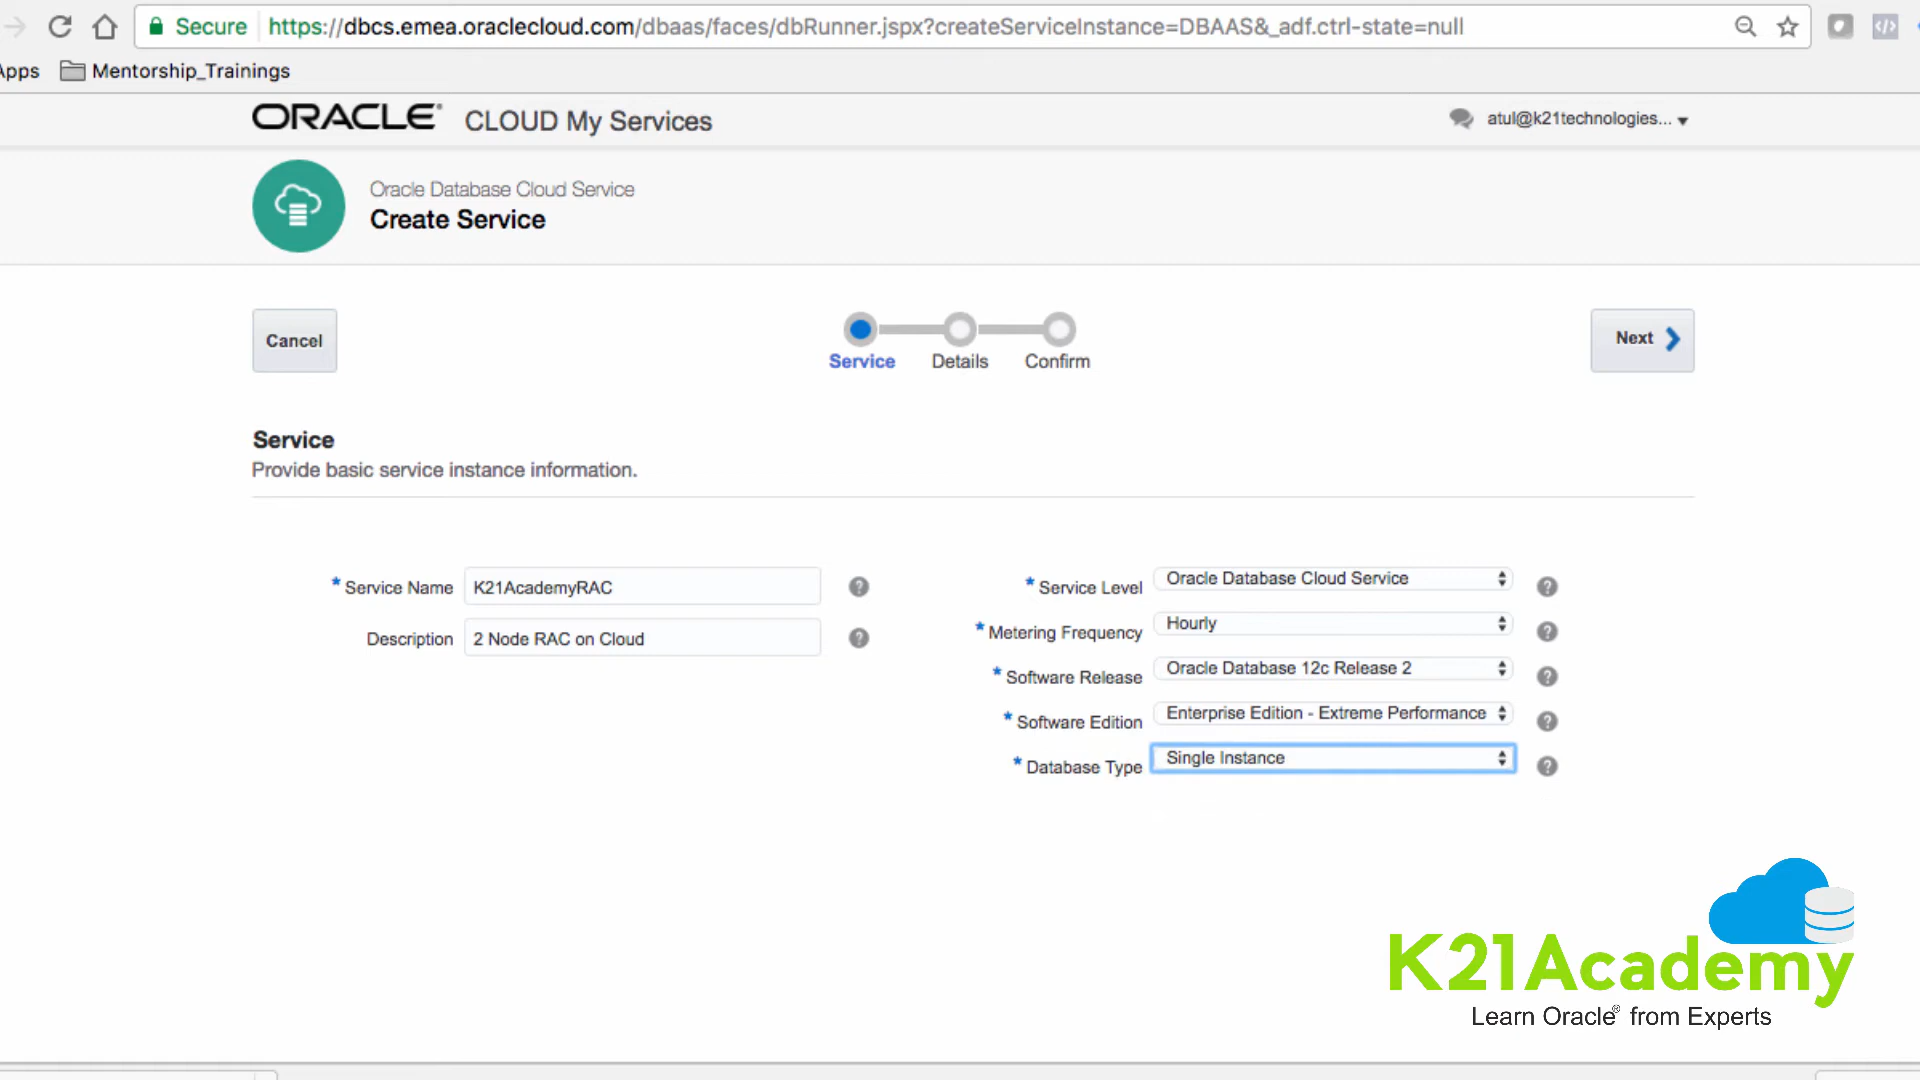 Secure https://dbcs.emea.oraclecloud.com/dbaas/faces/dbRunner.jspx?createServiceInstance=DBAAS&_adf.ctrl-state=null
Apps Mentorship_Trainings
ORACLE® CLOUD My Services
atul@k21technologies...
Oracle Database Cloud Service
Create Service
Cancel
Service Details Confirm
Next
Service
Provide basic service instance information.
* Service Name K21AcademyRAC ?
Description 2 Node RAC on Cloud ?
* Service Level Oracle Database Cloud Service ?
* Metering Frequency Hourly ?
* Software Release Oracle Database 12c Release 2 ?
* Software Edition Enterprise Edition - Extreme Performance ?
* Database Type Single Instance ?
K21Academy
Learn Oracle® from Experts